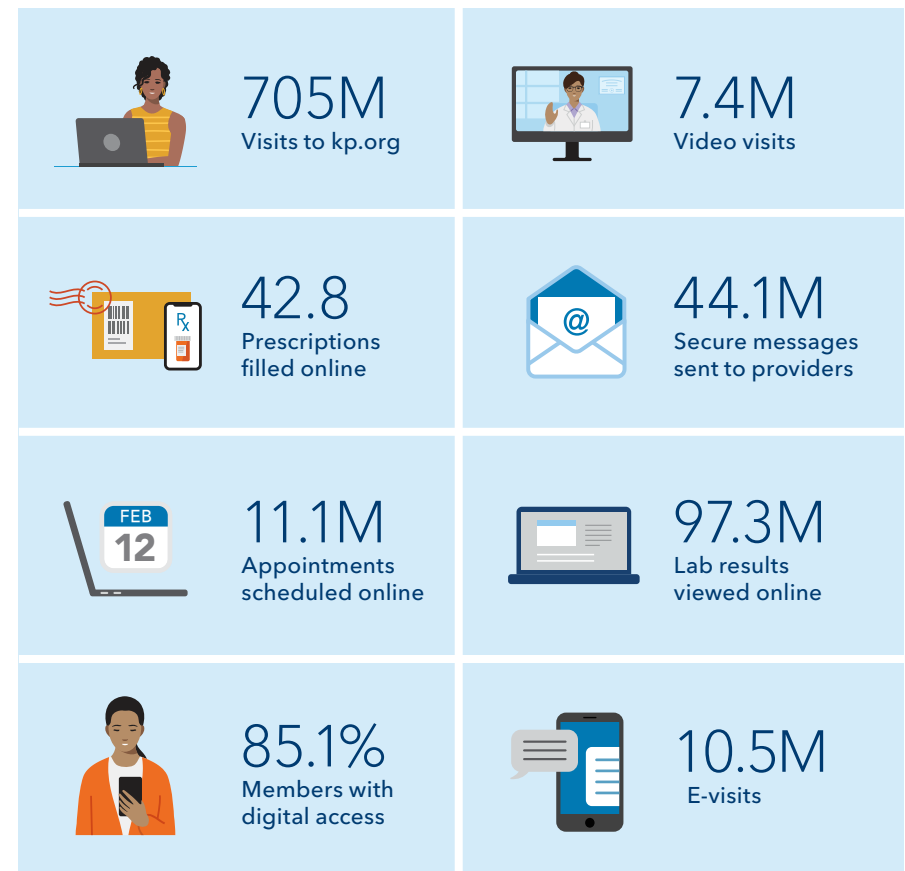 705M
Visits to kp.org
7.4M
Video visits
42.8
Prescriptions
filled online
Rx
@
44.1M
Secure messages
sent to providers
FEB
12
11.1M
Appointments
scheduled online
97.3M
Lab results
viewed online
85.1%
Members with
digital access
10.5M
E-visits